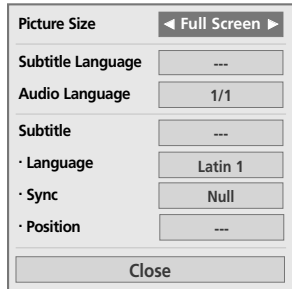 Picture Size ◄ Full Screen ►
Subtitle Language ---
Audio Language 1/1
Subtitle ---
· Language Latin 1
· Sync Null
· Position ---
Close